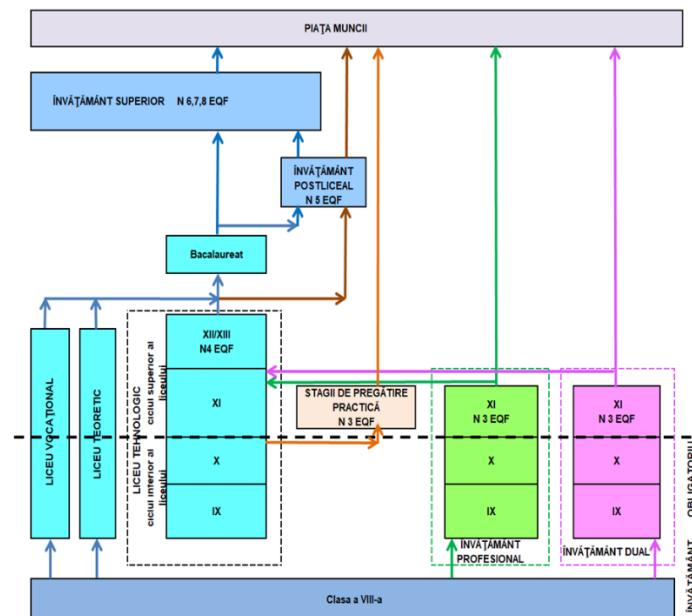 PIAȚA MUNCII
ÎNVĂȚĂMÂNT SUPERIOR N 6,7,8 EQF
ÎNVĂȚĂMÂNT
POSTLICEAL
N 5 EQF
Bacalaureat
LICEU VOCAȚIONAL
LICEU TEORETIC
LICEU TEHNOLOGIC
ciclul superior al
liceului
ciclul inferior al
liceului
XII/XIII
N4 EQF
XI
X
IX
STAGII DE PREGĂTIRE
PRACTICĂ
N 3 EQF
XI
N 3 EQF
X
IX
ÎNVĂȚĂMÂNT
PROFESIONAL
XI
N 3 EQF
X
IX
ÎNVĂȚĂMÂNT DUAL
ÎNVĂȚĂMÂNT OBLIGATORIU
Clasa a VIII-a